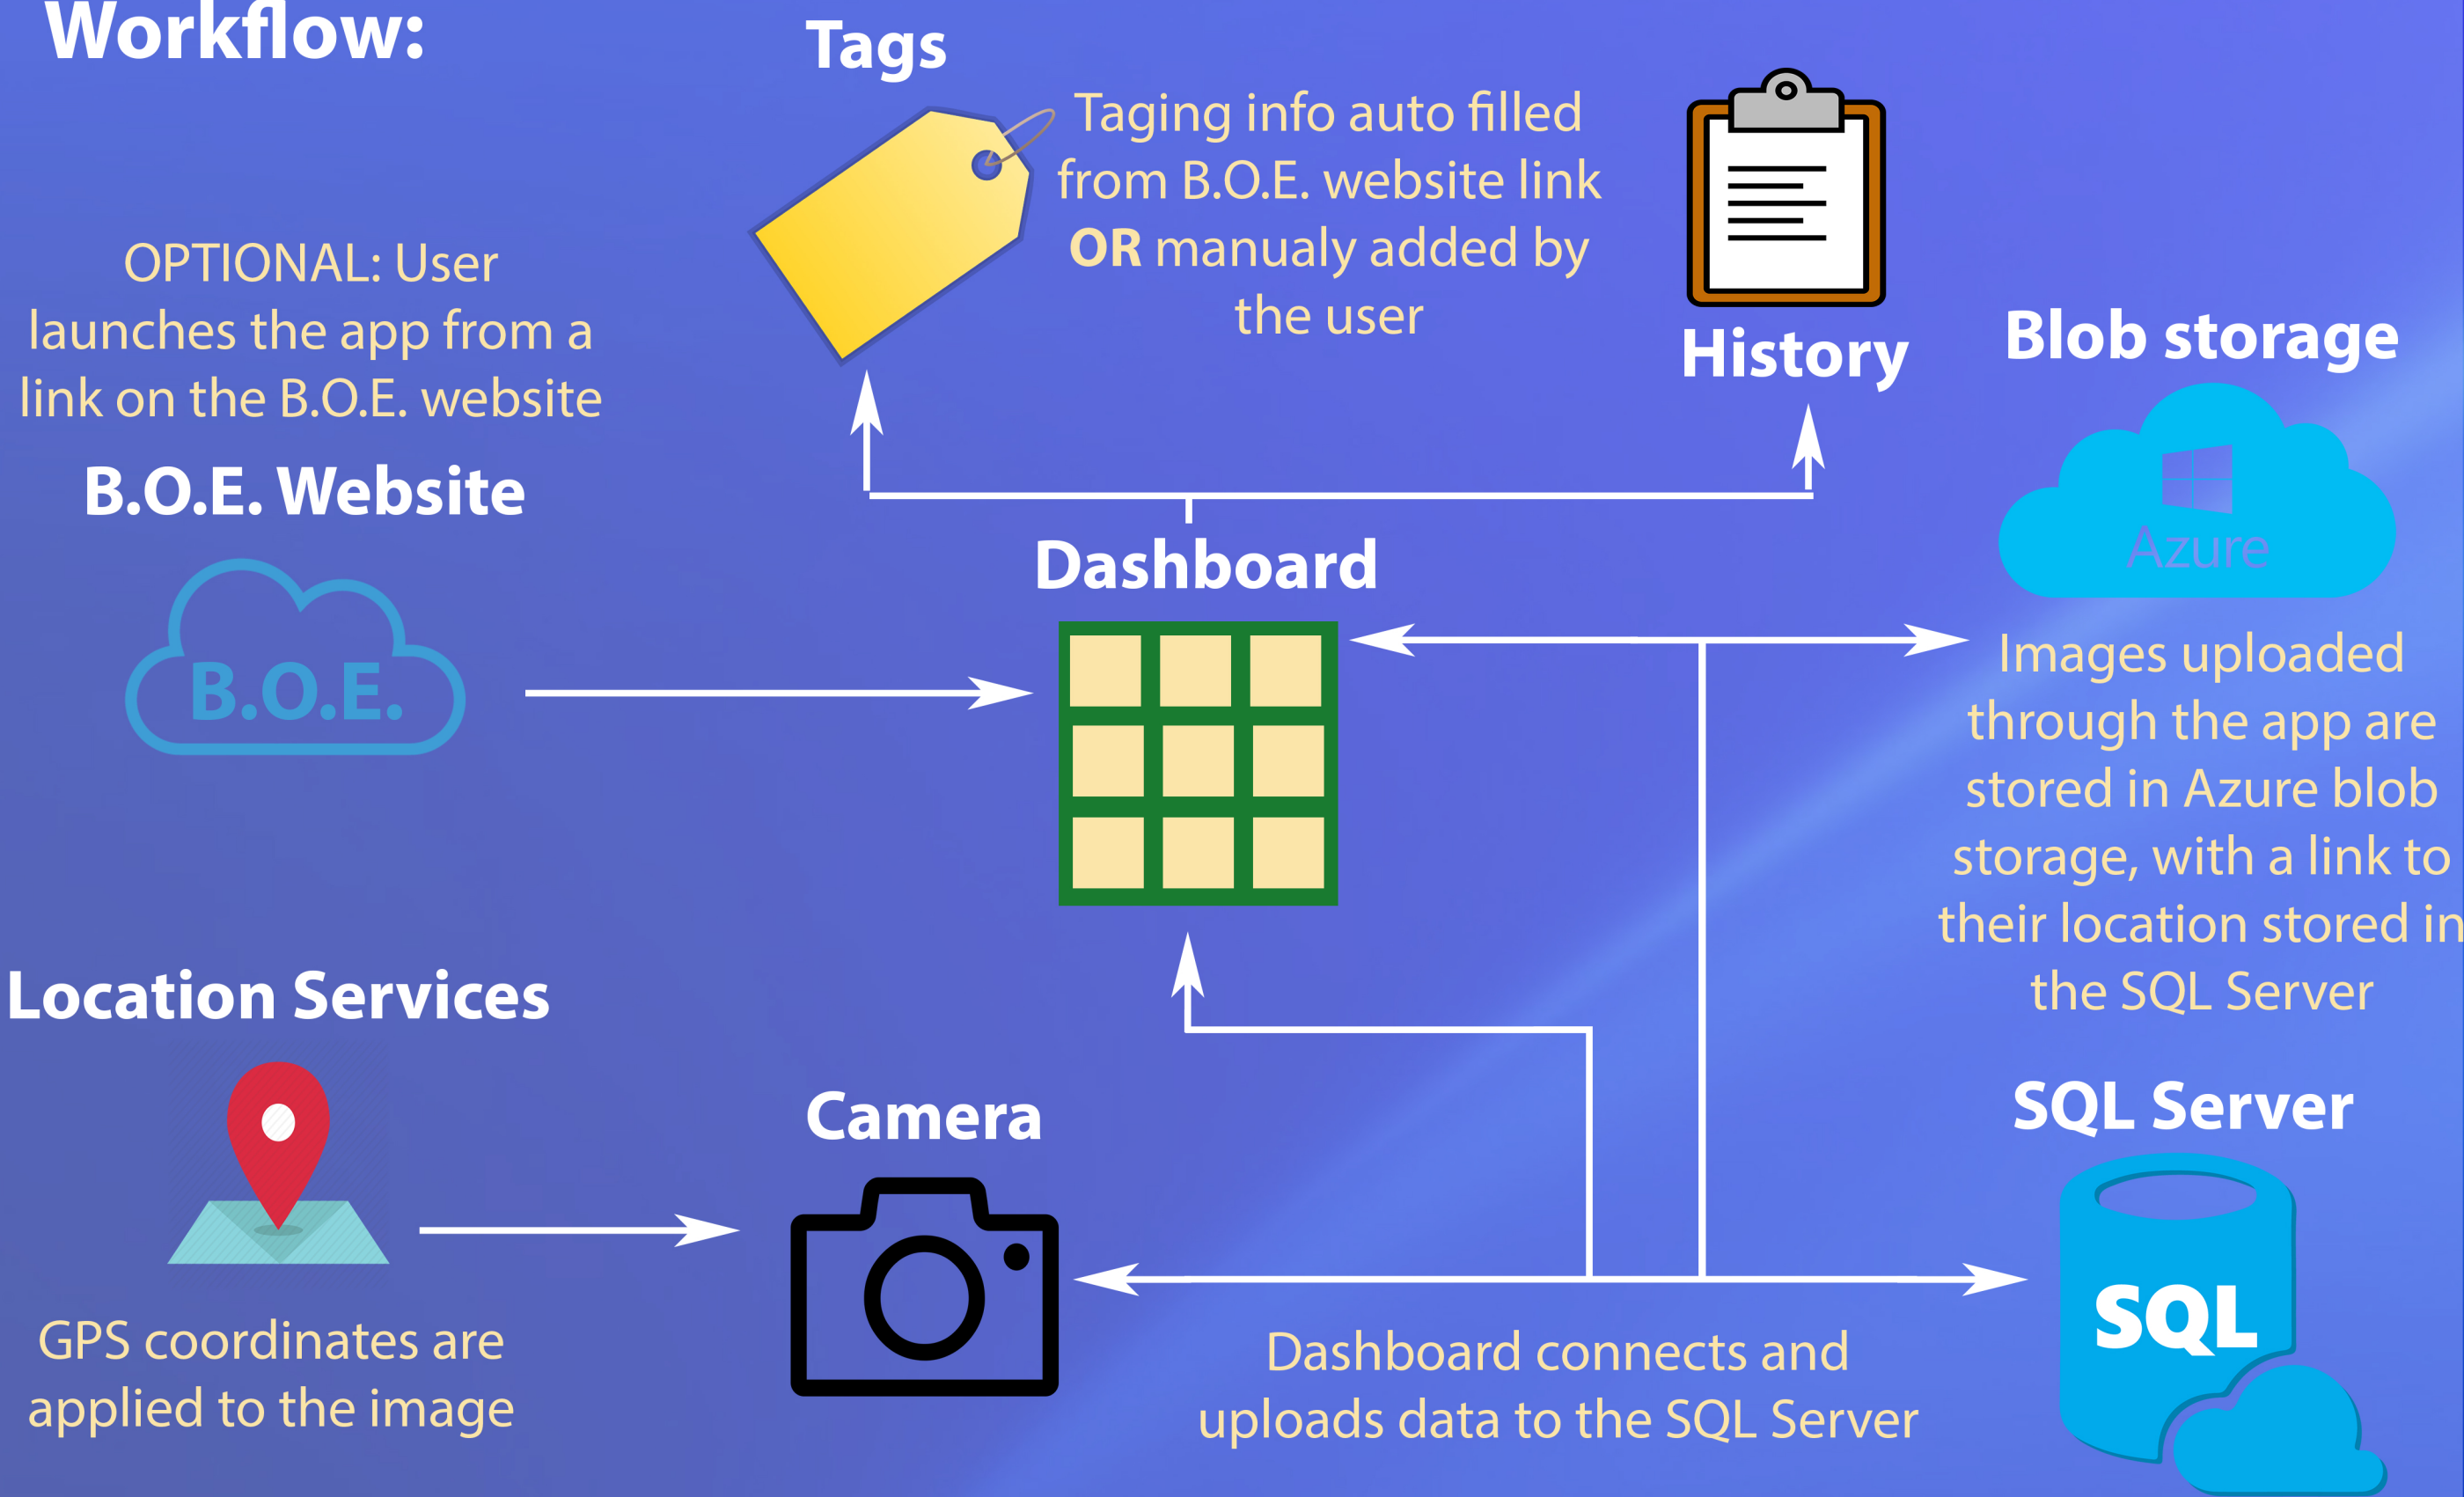 Workflow:
Tags
Taging info auto filled
from B.O.E. website link
OR manualy added by
the user
History
OPTIONAL: User
launches the app from a
link on the B.O.E. website
B.O.E. Website
B.O.E.
Dashboard
Blob storage
Azure
Images uploaded
through the app are
stored in Azure blob
storage, with a link to
their location stored in
the SQL Server
Location Services
GPS coordinates are
applied to the image
Camera
Dashboard connects and
uploads data to the SQL Server
SQL Server
SQL